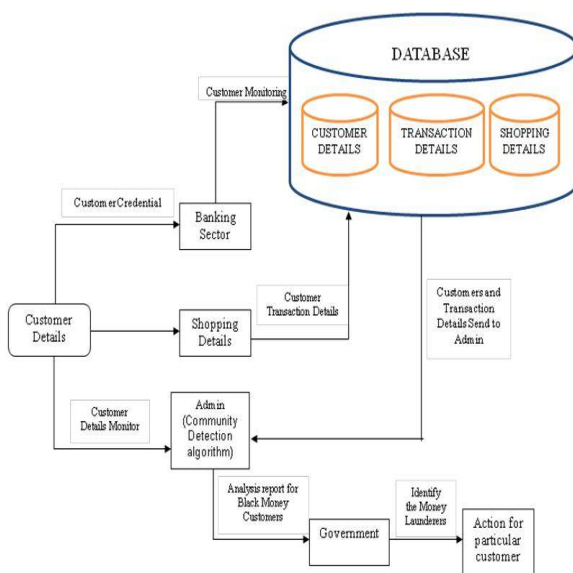 DATABASE
Customer Monitoring
CUSTOMER
DETAILS
TRANSACTION
DETAILS
SHOPPING
DETAILS
Customer Credential
Banking
Sector
Customer
Transaction Details
Customers and
Transaction
Details Send to
Admin
Customer
Details
Shopping
Details
Customer
Details Monitor
Admin
(Community
Detection
algorithm)
Analysis report for
Black Money
Customers
Identify
the Money
Launderers
Government
Action for
particular
customer